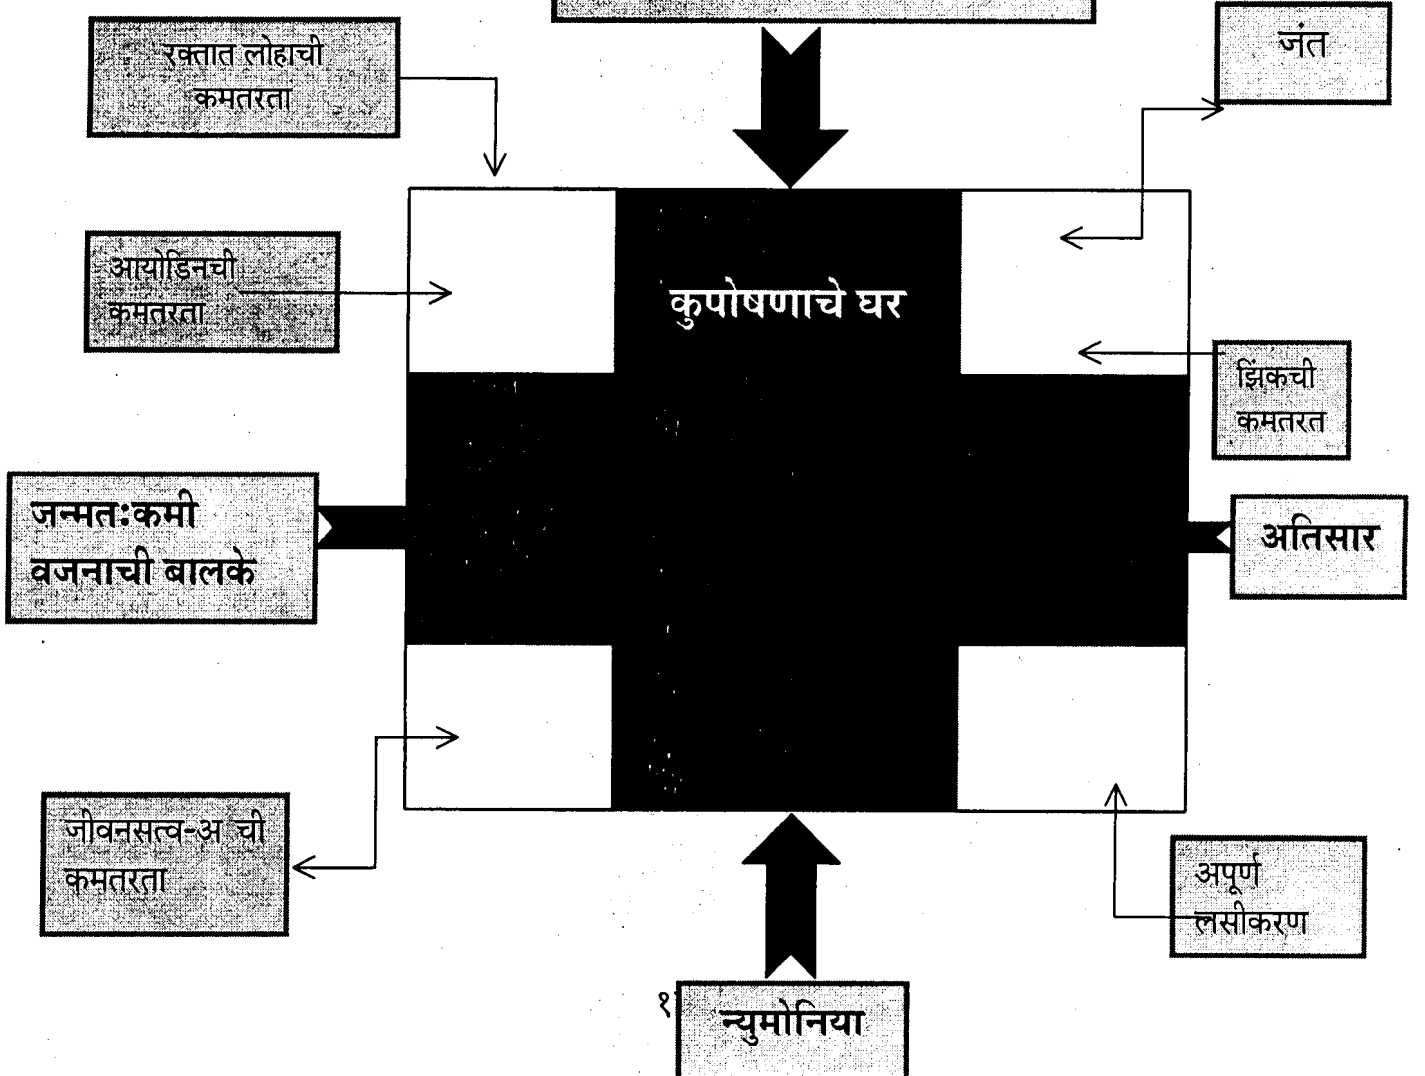 रक्तात लोहाची
कमतरता
जंत
आयोडिनची
कमतरता
कुपोषणाचे घर
झिंकची
कमतरत
जन्मत:कमी
वजनाची बालके
अतिसार
जीवनसत्व-अ ची
कमतरता
अपूर्ण
लसीकरण
न्युमोनिया